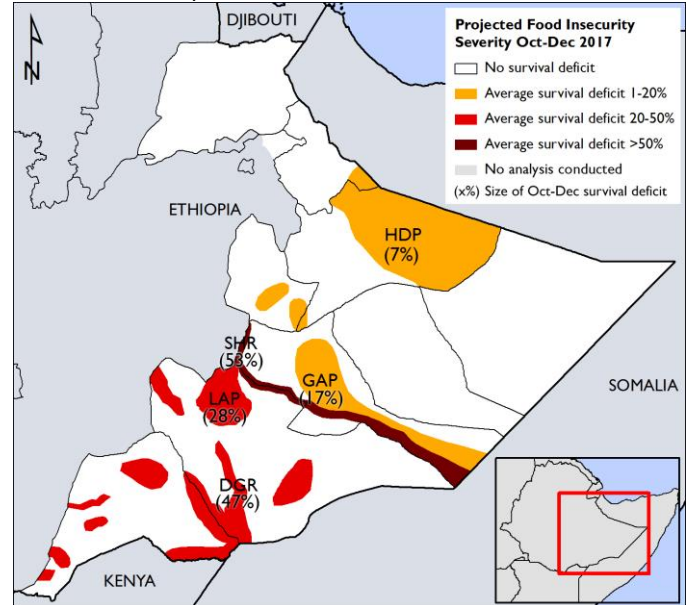 DJIBOUTI
N
Projected Food Insecurity
Severity Oct-Dec 2017
No survival deficit
Average survival deficit 1-20%
Average survival deficit 20-50%
Average survival deficit >50%
No analysis conducted
(x%) Size of Oct-Dec survival deficit
ETHIOPIA
HDP
(7%)
SHR
(53%)
GAP
(17%)
LAP
(28%)
SOMALIA
DGR
(47%)
KENYA